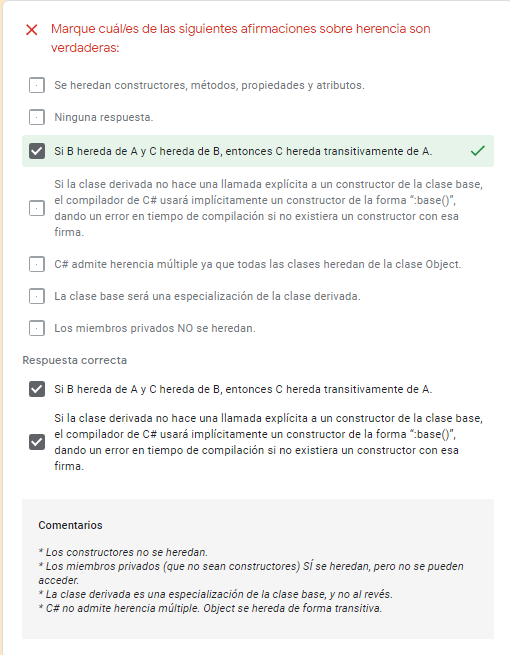 Marque cuál/es de las siguientes afirmaciones sobre herencia son
verdaderas:
Se heredan constructores, métodos, propiedades y atributos.
Ninguna respuesta.
Si B hereda de A y C hereda de B, entonces C hereda transitivamente de A.
Si la clase derivada no hace una llamada explícita a un constructor de la clase base,
el compilador de C# usará implícitamente un constructor de la forma “:base()”,
dando un error en tiempo de compilación si no existiera un constructor con esa
firma.
C# admite herencia múltiple ya que todas las clases heredan de la clase Object.
La clase base será una especialización de la clase derivada.
Los miembros privados NO se heredan.
Respuesta correcta
Si B hereda de A y C hereda de B, entonces C hereda transitivamente de A.
Si la clase derivada no hace una llamada explícita a un constructor de la clase base,
el compilador de C# usará implícitamente un constructor de la forma “:base()”,
dando un error en tiempo de compilación si no existiera un constructor con esa
firma.
Comentarios
* Los constructores no se heredan.
* Los miembros privados (que no sean constructores) SÍ se heredan, pero no se pueden
acceder.
* La clase derivada es una especialización de la clase base, y no al revés.
* C# no admite herencia múltiple. Object se hereda de forma transitiva.